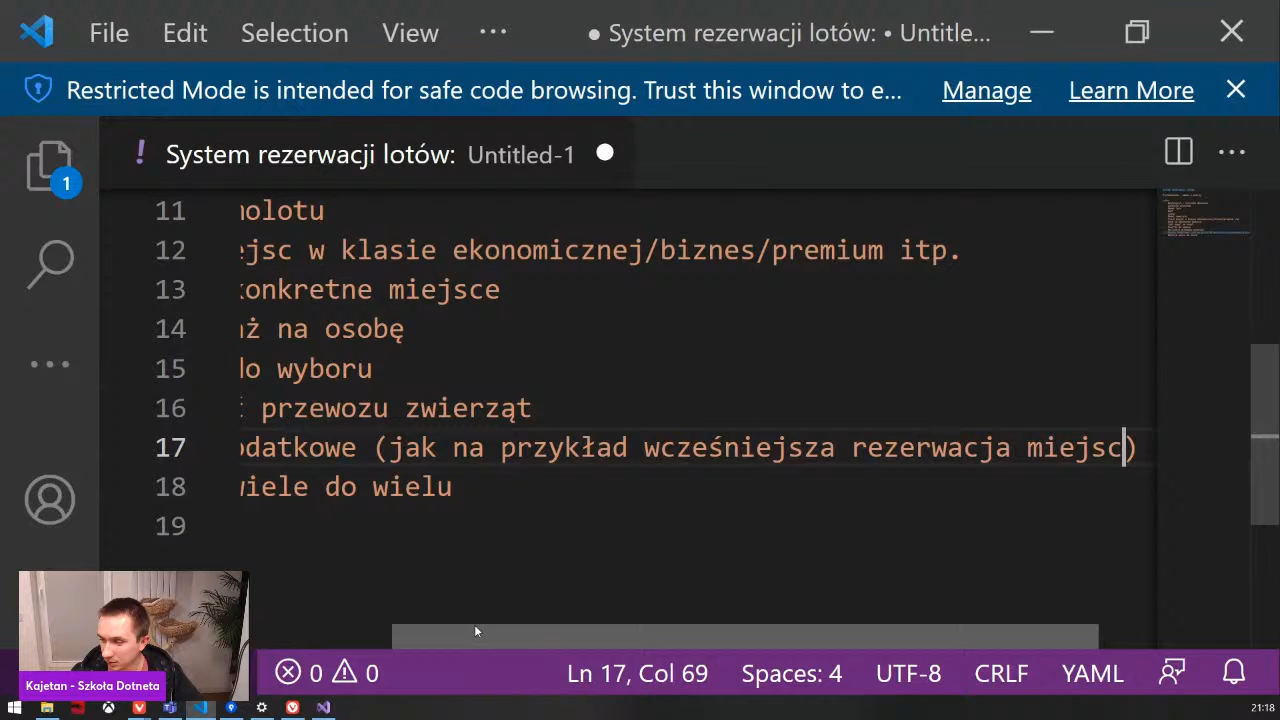 File Edit Selection View ··· ● System rezerwacji lotów: • Untitle...
Restricted Mode is intended for safe code browsing. Trust this window to e... Manage Learn More
! System rezerwacji lotów: Untitled-1
1
11 molotu
12 ejsc w klasie ekonomicznej/biznes/premium itp.
13 konkretne miejsce
14 aż na osobę
15 do wyboru
16 przewozu zwierząt
17 odatkowe (jak na przykład wcześniejsza rezerwacja miejsc)
18 wiele do wielu
19
Kajetan - Szkoła Dotneta
0 0 Ln 17, Col 69 Spaces: 4 UTF-8 CRLF YAML
21:18